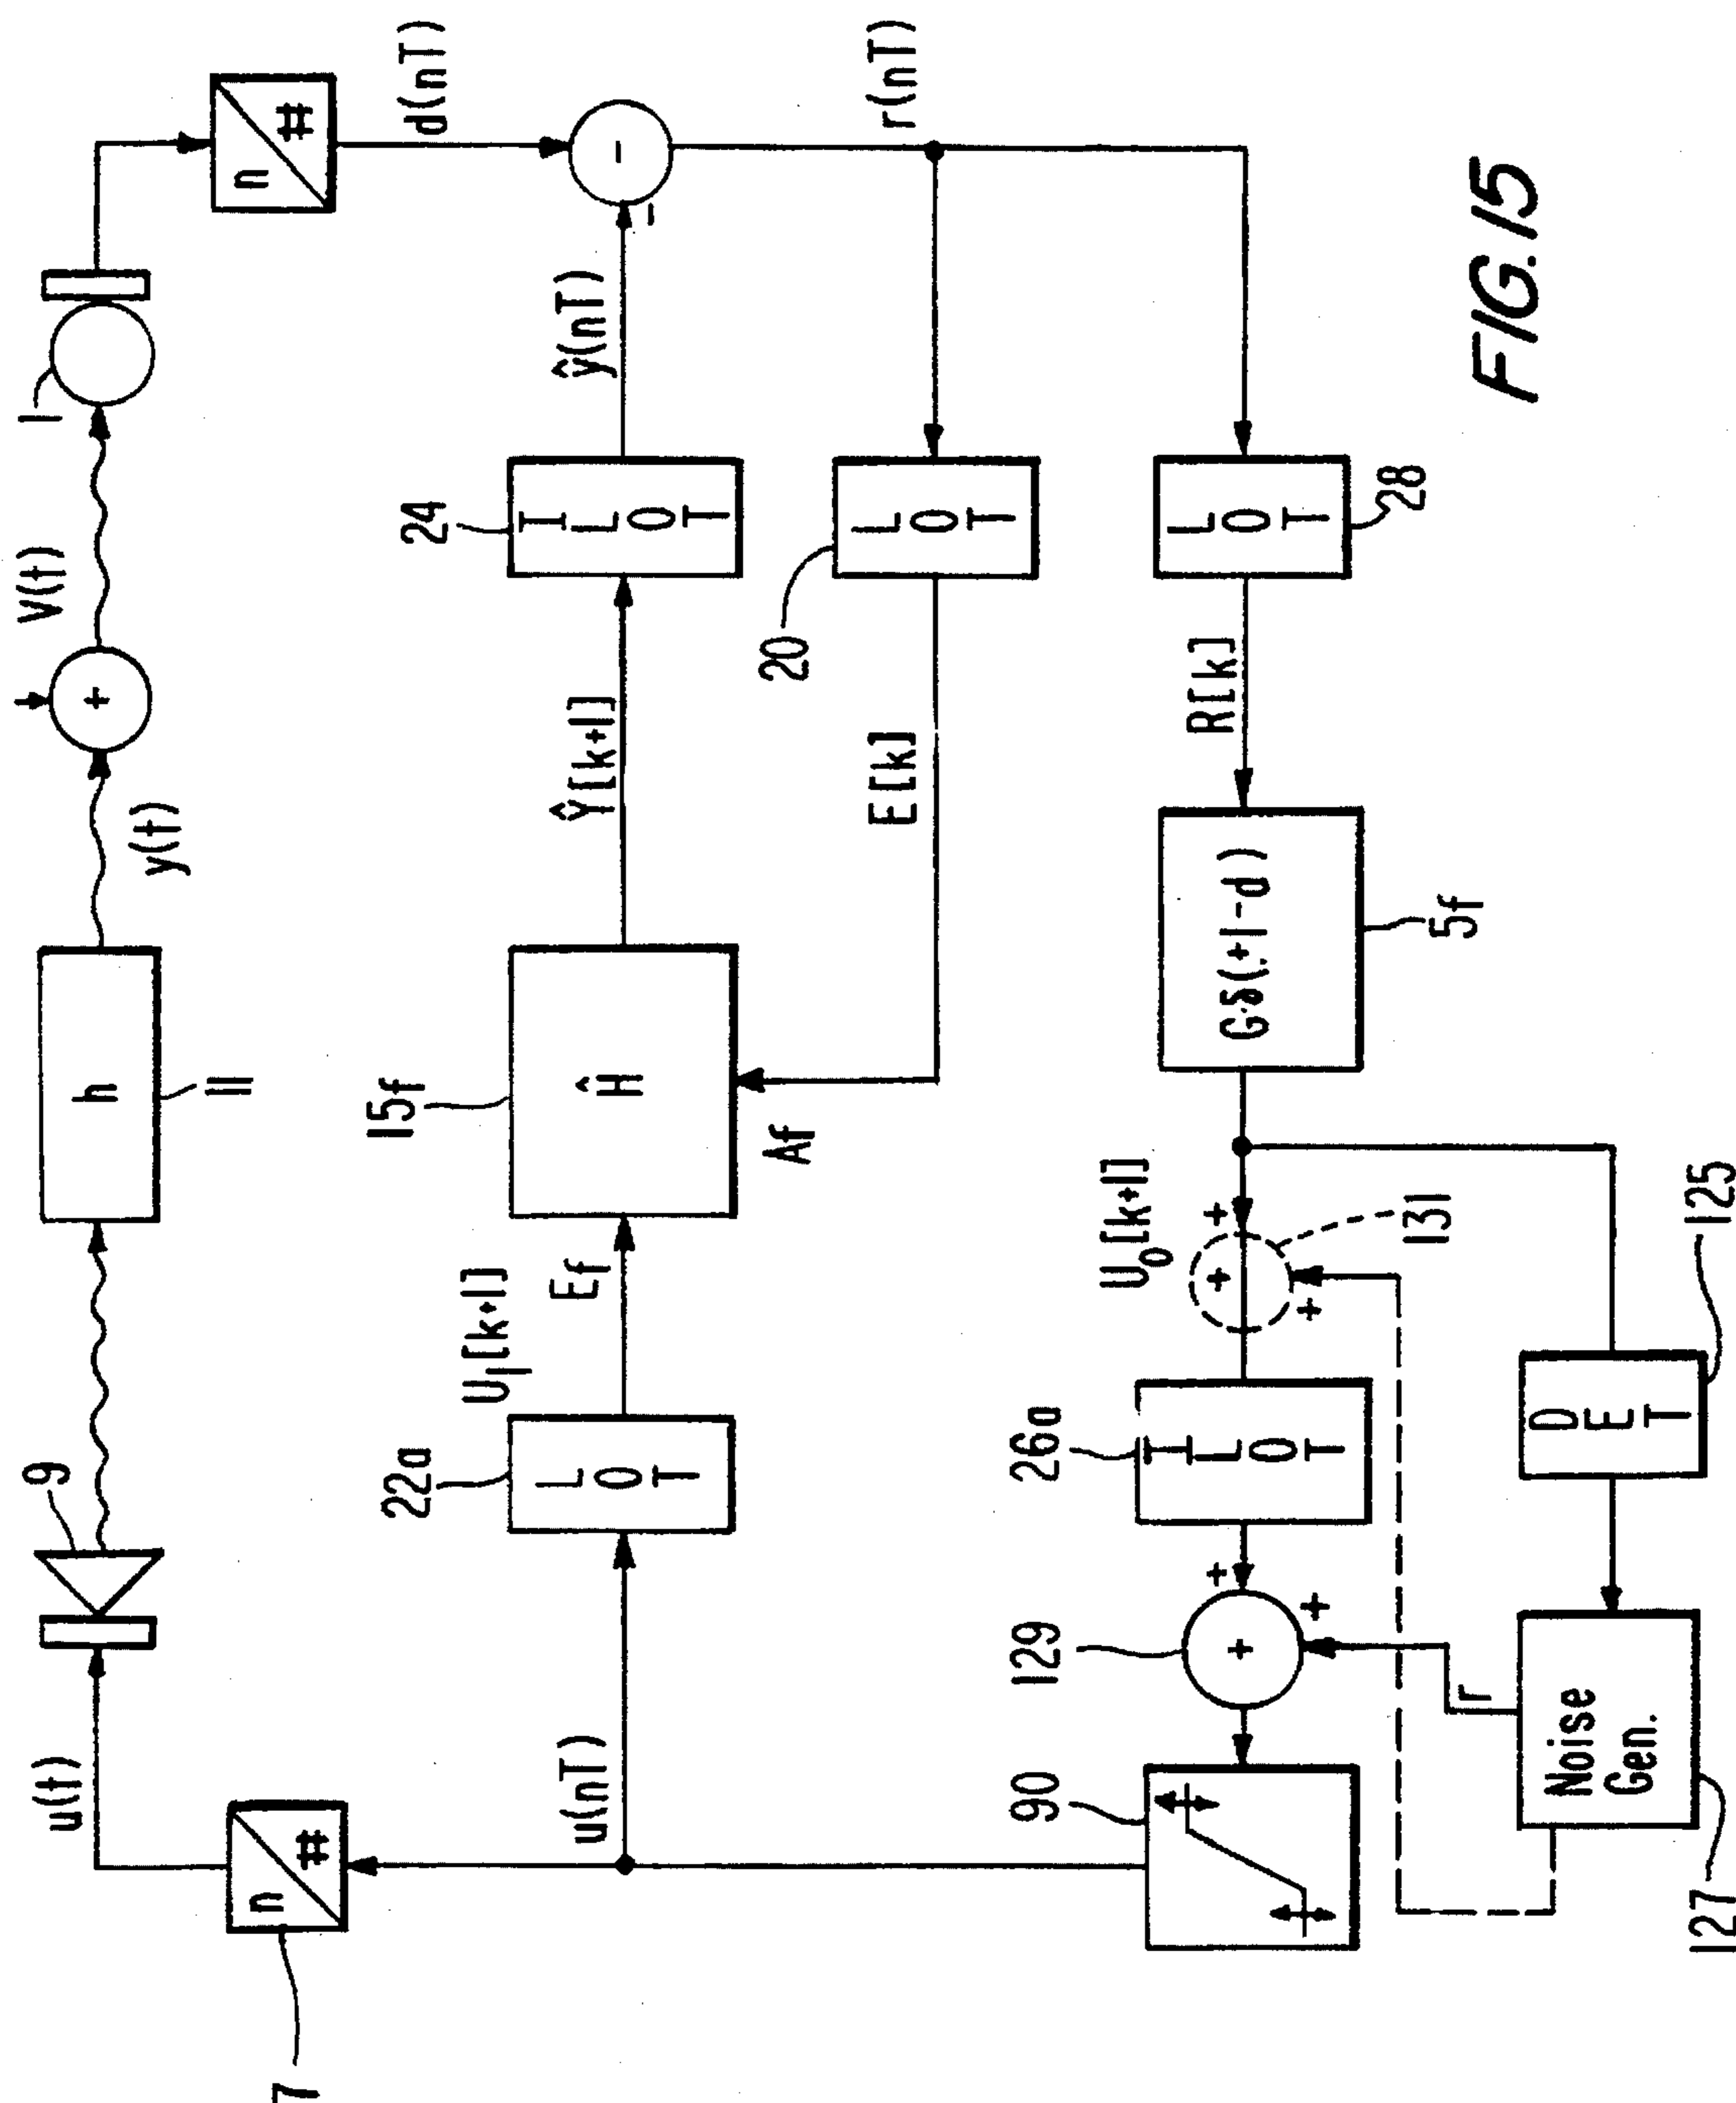 u(t)
9
h
11
y(t)
+
V(t)
1
7
n
#
n
#
d(nT)
u(nT)
22a
LOT
U1[k+1]
Ef
15f
Ĥ
Af
Ŷ[k+1]
24
ILOT
ŷ(nT)
-
-
E[k]
20
LOT
r(nT)
90
129
+
+
+
26a
ILOT
U0[k+1]
+
+
+
131
G·δ(·+1-d)
5f
R[k]
LOT
28
127
Noise
Gen.
r
DET
125
FIG.15